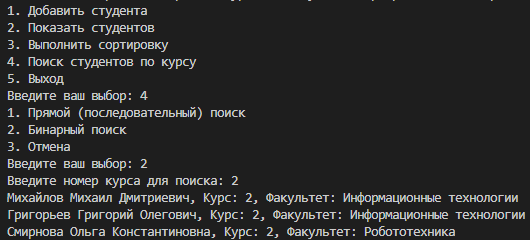 1. Добавить студента
2. Показать студентов
3. Выполнить сортировку
4. Поиск студентов по курсу
5. Выход
Введите ваш выбор: 4
1. Прямой (последовательный) поиск
2. Бинарный поиск
3. Отмена
Введите ваш выбор: 2
Введите номер курса для поиска: 2
Михайлов Михаил Дмитриевич, Курс: 2, Факультет: Информационные технологии
Григорьев Григорий Олегович, Курс: 2, Факультет: Информационные технологии
Смирнова Ольга Константиновна, Курс: 2, Факультет: Робототехника